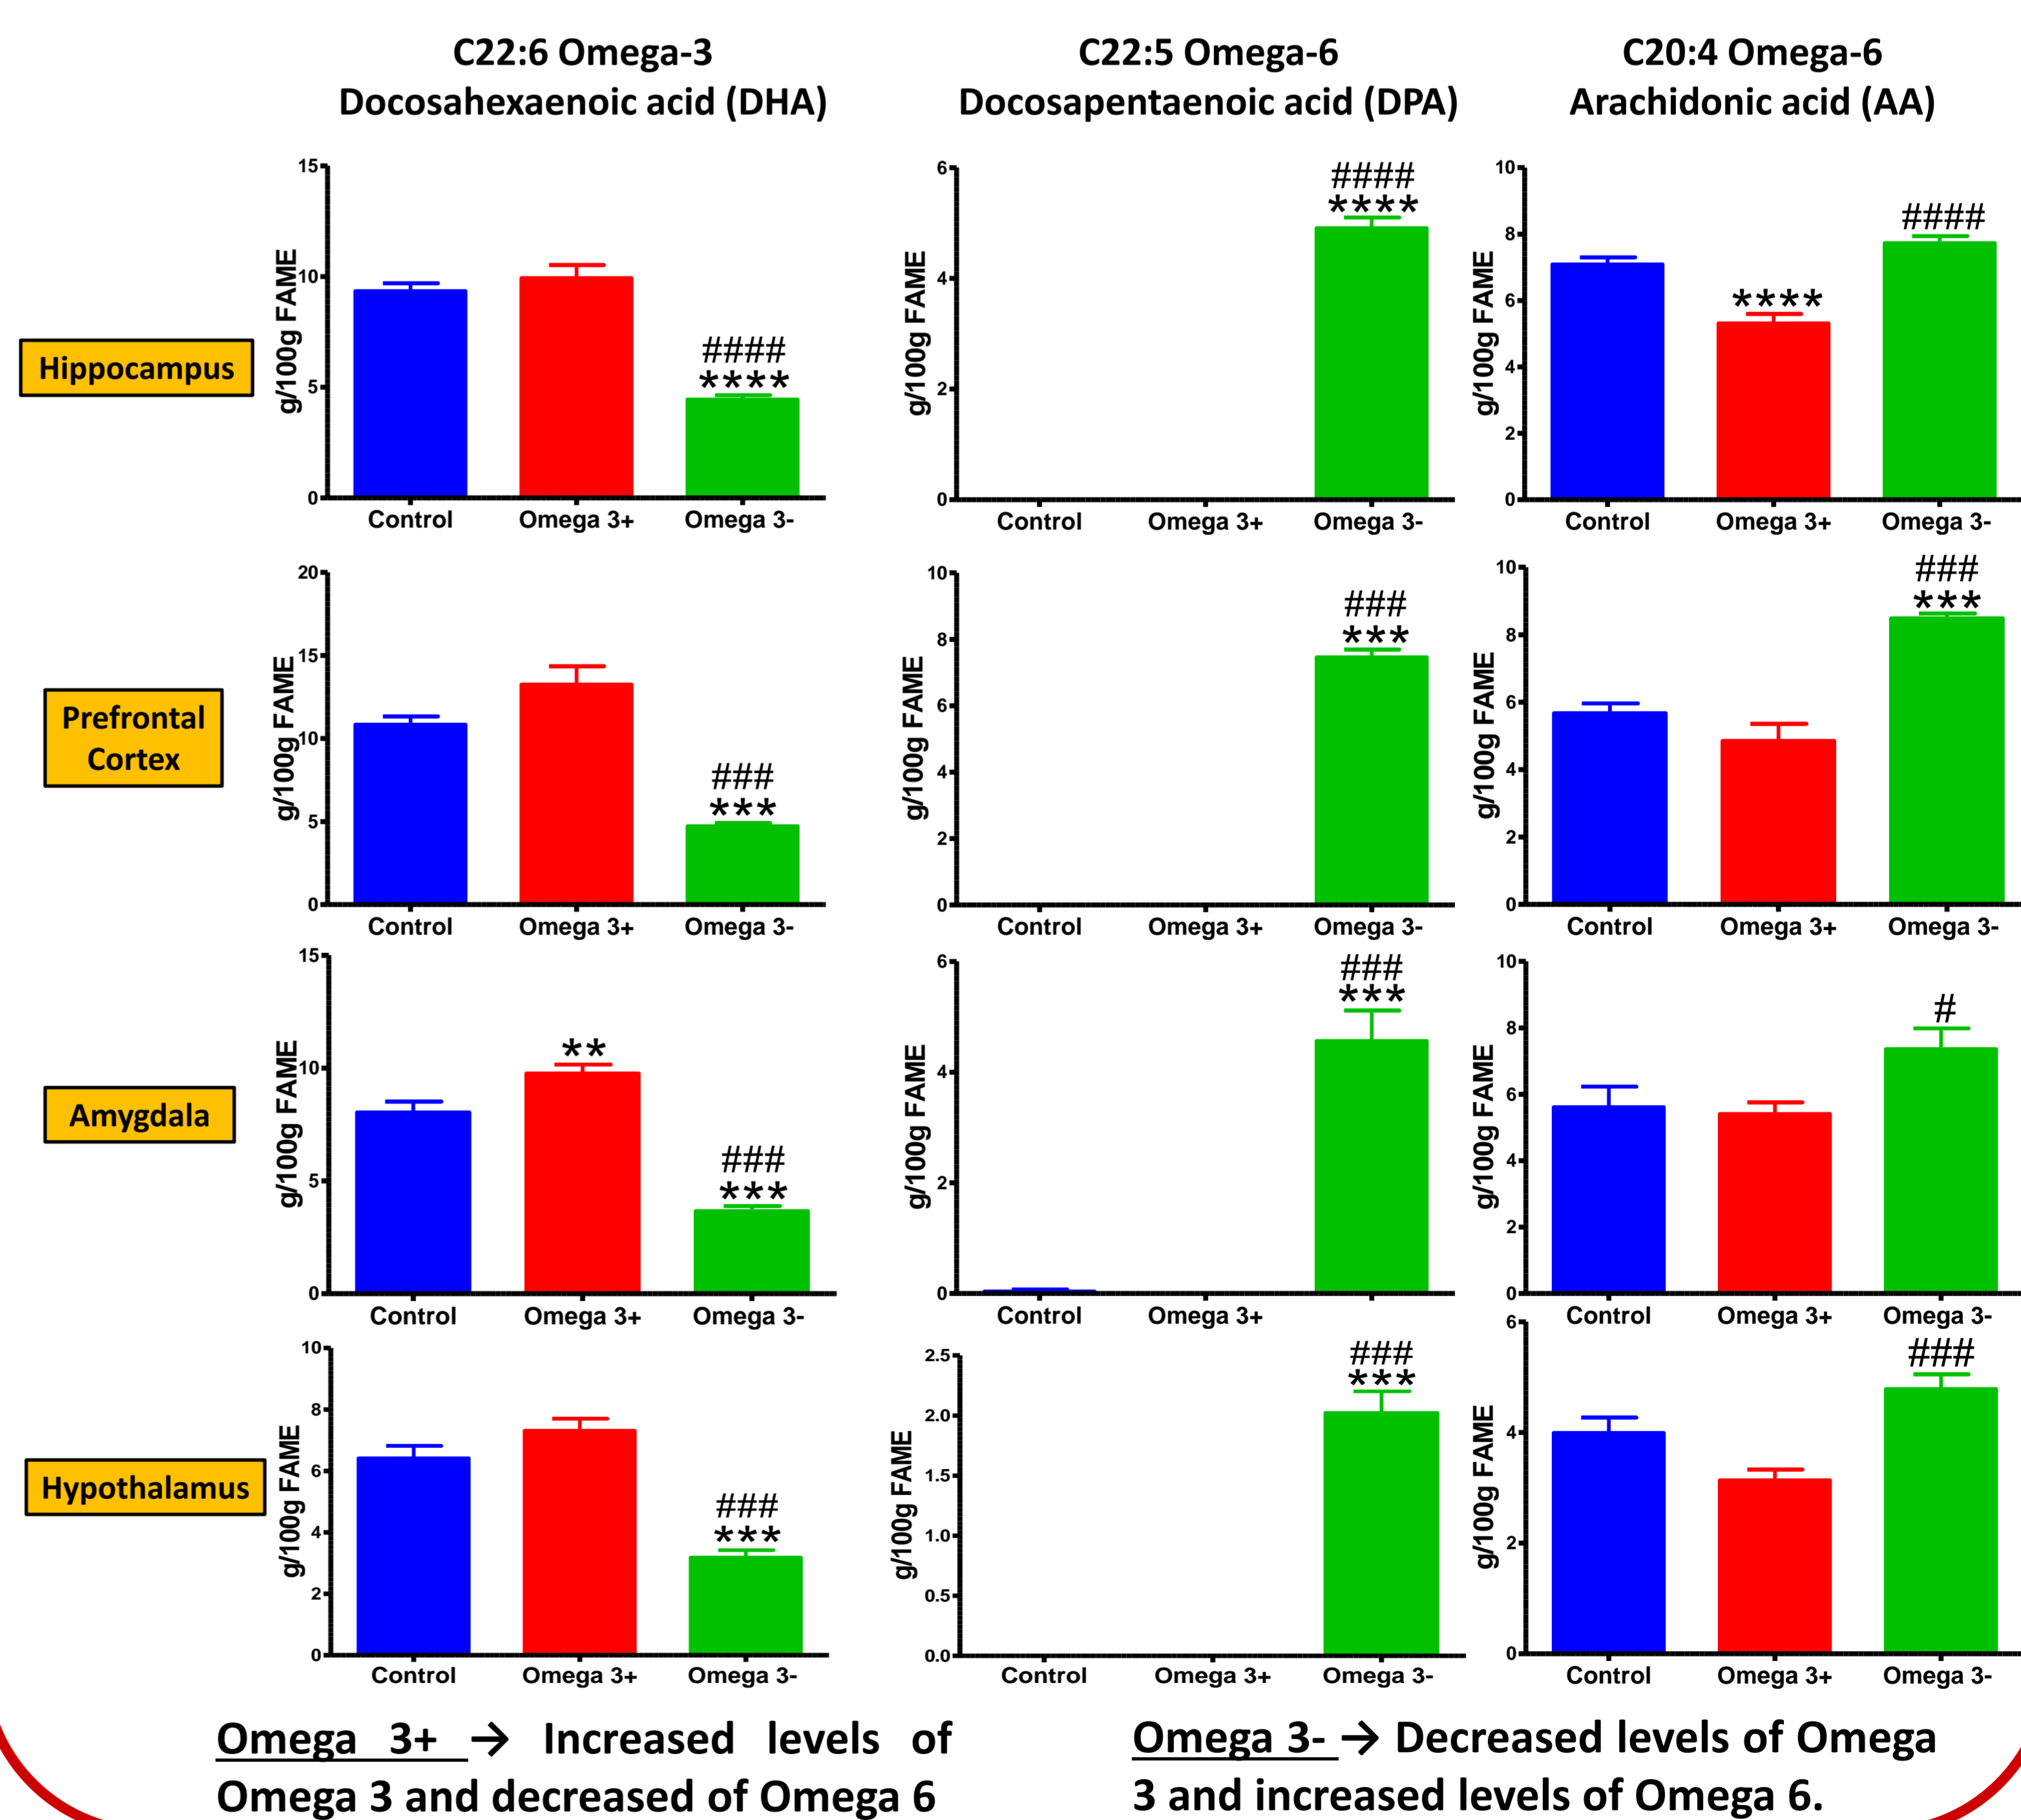 C22:6 Omega-3
Docosahexaenoic acid (DHA)
C22:5 Omega-6
Docosapentaenoic acid (DPA)
C20:4 Omega-6
Arachidonic acid (AA)
Hippocampus
g/100g FAME
15
10
5
0
####
****
Control Omega 3+ Omega 3-
g/100g FAME
6
4
2
0
####
****
Control Omega 3+ Omega 3-
g/100g FAME
10
8
6
4
2
0
****
####
Control Omega 3+ Omega 3-
Prefrontal
Cortex
g/100g FAME
20
15
10
5
0
###
***
Control Omega 3+ Omega 3-
g/100g FAME
10
8
6
4
2
0
###
***
Control Omega 3+ Omega 3-
g/100g FAME
10
8
6
4
2
0
###
***
Control Omega 3+ Omega 3-
Amygdala
g/100g FAME
15
10
5
0
**
###
***
Control Omega 3+ Omega 3-
g/100g FAME
6
4
2
0
###
***
Control Omega 3+
g/100g FAME
10
8
6
4
2
0
#
Control Omega 3+ Omega 3-
Hypothalamus
g/100g FAME
10
8
6
4
2
0
###
***
Control Omega 3+ Omega 3-
g/100g FAME
2.5
2.0
1.5
1.0
0.5
0.0
###
***
Control Omega 3+ Omega 3-
g/100g FAME
6
4
2
0
###
Control Omega 3+ Omega 3-
Omega 3+ → Increased levels of
Omega 3 and decreased of Omega 6
Omega 3- → Decreased levels of Omega
3 and increased levels of Omega 6.